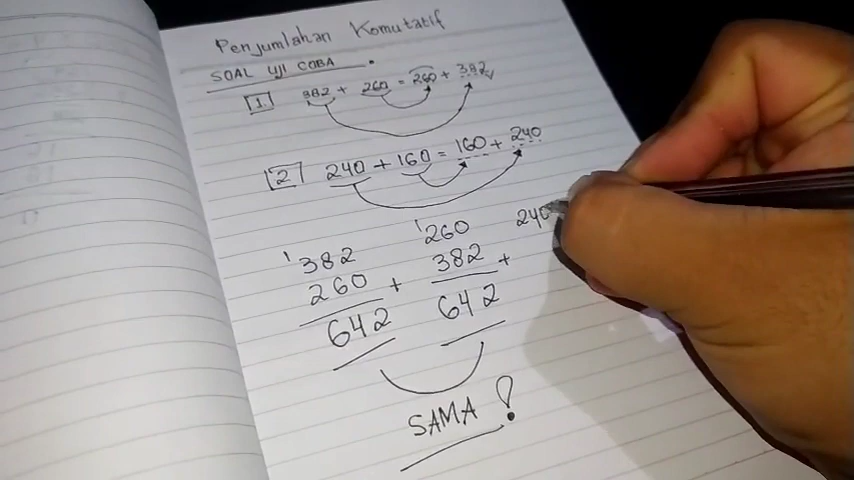 Penjumlahan Komutatif
SOAL UJI COBA.
1. 382 + 260 = 260 + 382
2 240 + 160 = 160 + 240
1 382
260 +
642
1 260
382 +
642
240
SAMA !